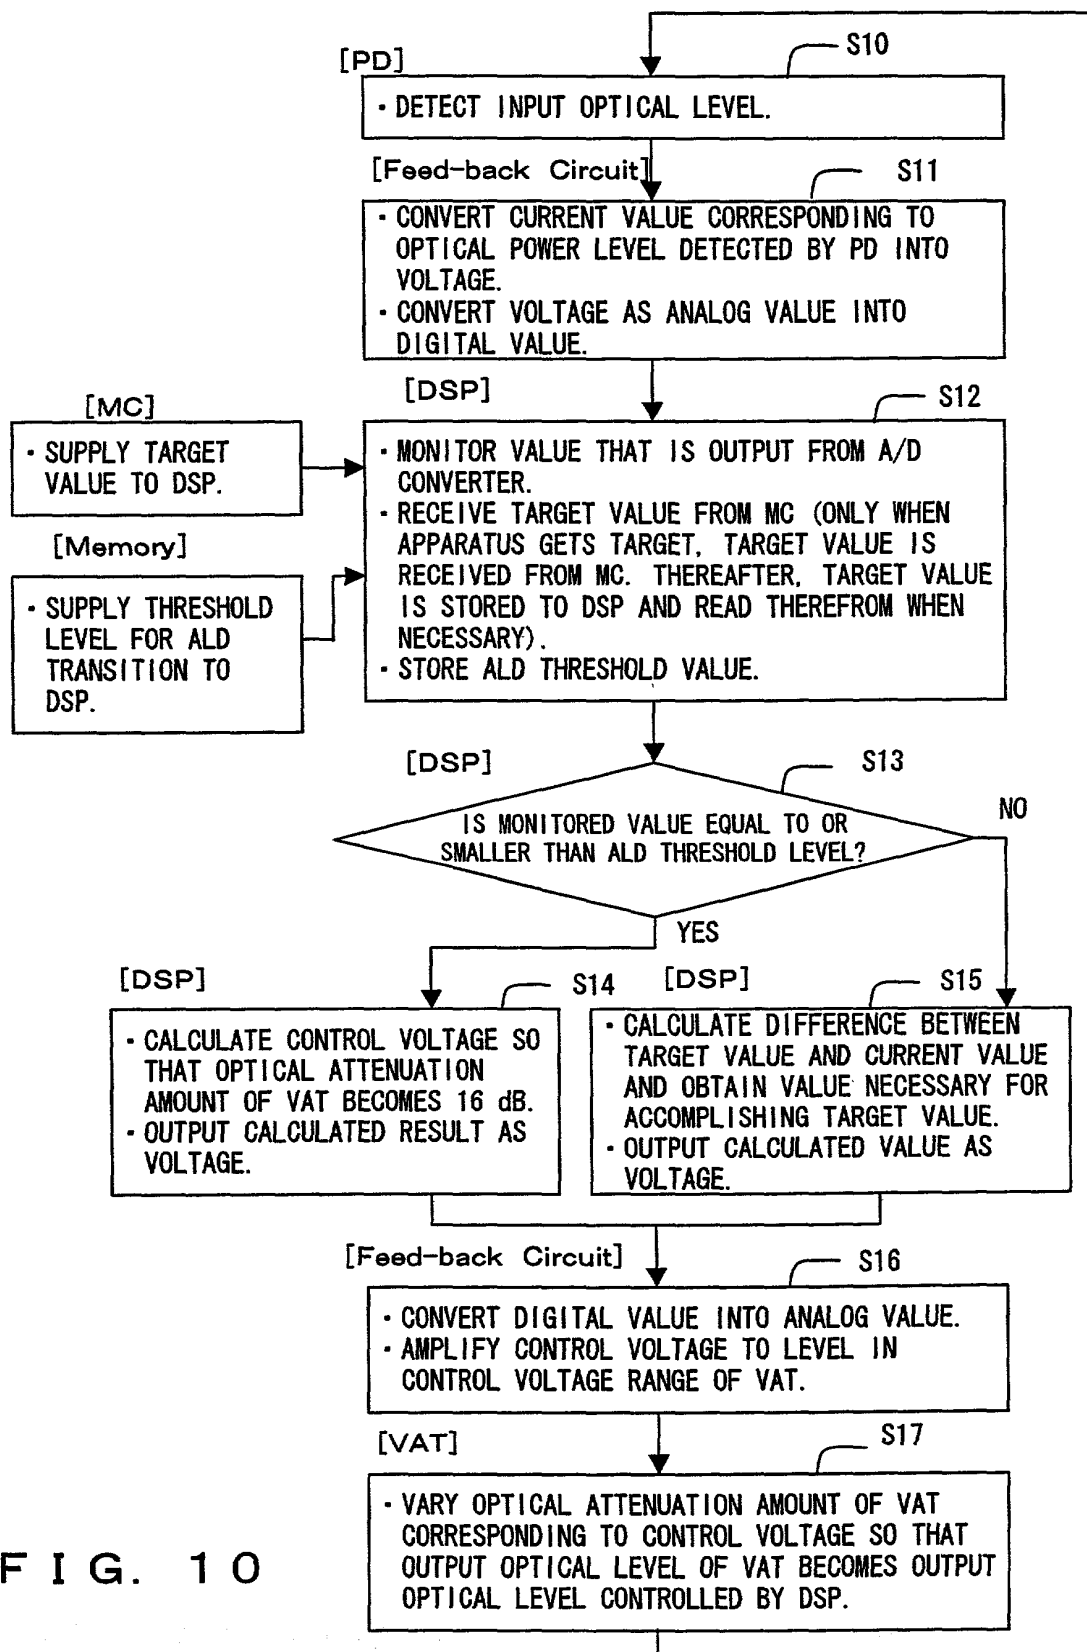 S10
[PD]
· DETECT INPUT OPTICAL LEVEL.
[Feed-back Circuit]
S11
· CONVERT CURRENT VALUE CORRESPONDING TO
OPTICAL POWER LEVEL DETECTED BY PD INTO
VOLTAGE.
· CONVERT VOLTAGE AS ANALOG VALUE INTO
DIGITAL VALUE.
[DSP]
S12
[MC]
· SUPPLY TARGET
VALUE TO DSP.
[Memory]
· SUPPLY THRESHOLD
LEVEL FOR ALD
TRANSITION TO
DSP.
· MONITOR VALUE THAT IS OUTPUT FROM A/D
CONVERTER.
· RECEIVE TARGET VALUE FROM MC (ONLY WHEN
APPARATUS GETS TARGET, TARGET VALUE IS
RECEIVED FROM MC. THEREAFTER, TARGET VALUE
IS STORED TO DSP AND READ THEREFROM WHEN
NECESSARY).
· STORE ALD THRESHOLD VALUE.
[DSP]
S13
IS MONITORED VALUE EQUAL TO OR
SMALLER THAN ALD THRESHOLD LEVEL?
NO
YES
[DSP]
S14
· CALCULATE CONTROL VOLTAGE SO
THAT OPTICAL ATTENUATION
AMOUNT OF VAT BECOMES 16 dB.
· OUTPUT CALCULATED RESULT AS
VOLTAGE.
[DSP]
S15
· CALCULATE DIFFERENCE BETWEEN
TARGET VALUE AND CURRENT VALUE
AND OBTAIN VALUE NECESSARY FOR
ACCOMPLISHING TARGET VALUE.
· OUTPUT CALCULATED VALUE AS
VOLTAGE.
[Feed-back Circuit]
S16
· CONVERT DIGITAL VALUE INTO ANALOG VALUE.
· AMPLIFY CONTROL VOLTAGE TO LEVEL IN
CONTROL VOLTAGE RANGE OF VAT.
[VAT]
S17
· VARY OPTICAL ATTENUATION AMOUNT OF VAT
CORRESPONDING TO CONTROL VOLTAGE SO THAT
OUTPUT OPTICAL LEVEL OF VAT BECOMES OUTPUT
OPTICAL LEVEL CONTROLLED BY DSP.
FIG. 10